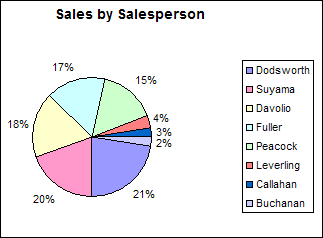 Sales by Salesperson
17%
15%
4%
3%
2%
21%
20%
18%
Dodsworth
Suyama
Davolio
Fuller
Peacock
Leverling
Callahan
Buchanan